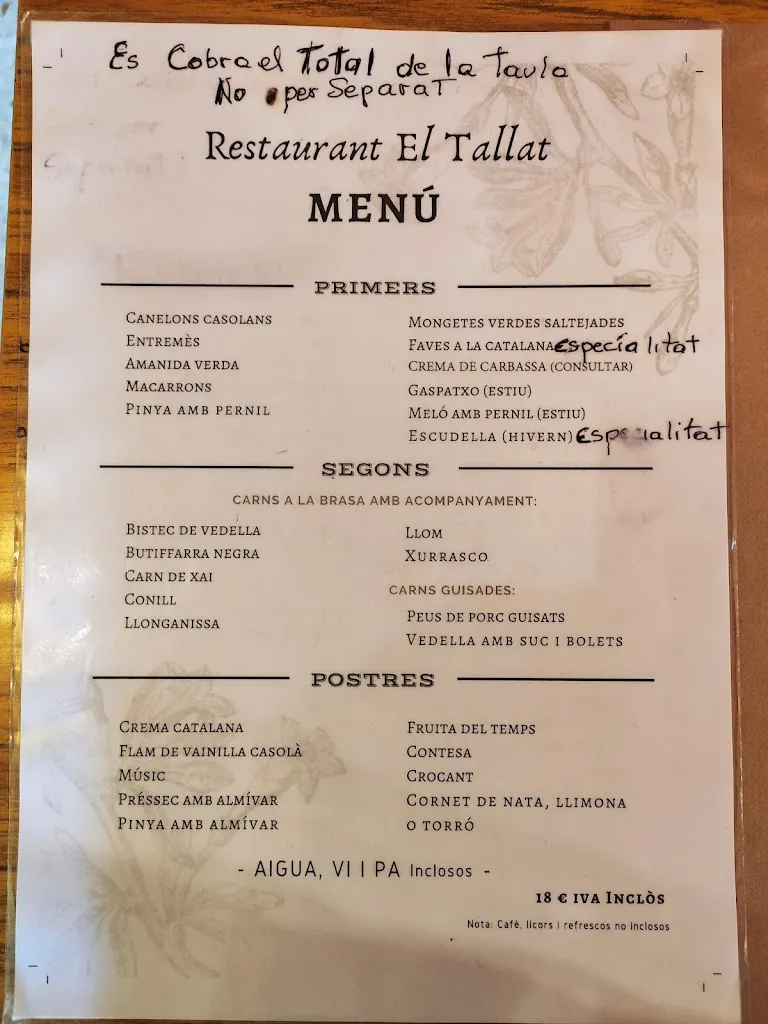 Es Cobra el Total de la Taula
No per Separat
Restaurant El Tallat
MENÚ
PRIMERS
CANELONS CASOLANS
ENTREMÈS
AMANIDA VERDA
MACARRONS
PINYA AMB PERNIL
MONGETES VERDES SALTEJADES
FAVES A LA CATALANA especialitat
CREMA DE CARBASSA (CONSULTAR)
GASPATXO (ESTIU)
MELÓ AMB PERNIL (ESTIU)
ESCUDELLA (HIVERN) Especialitat
SEGONS
CARNS A LA BRASA AMB ACOMPANYAMENT:
BISTEC DE VEDELLA
BUTIFFARRA NEGRA
CARN DE XAI
CONILL
LLONGANISSA
LLOM
XURRASCO
CARNS GUISADES:
PEUS DE PORC GUISATS
VEDELLA AMB SUC I BOLETS
POSTRES
CREMA CATALANA
FLAM DE VAINILLA CASOLÀ
MÚSIC
PRÉSSEC AMB ALMÍVAR
PINYA AMB ALMÍVAR
FRUITA DEL TEMPS
CONTESA
CROCANT
CORNET DE NATA, LLIMONA
O TORRÓ
- AIGUA, VI I PA Inclosos -
18 € IVA INCLÒS
Nota: Cafè, licors i refrescos no inclosos